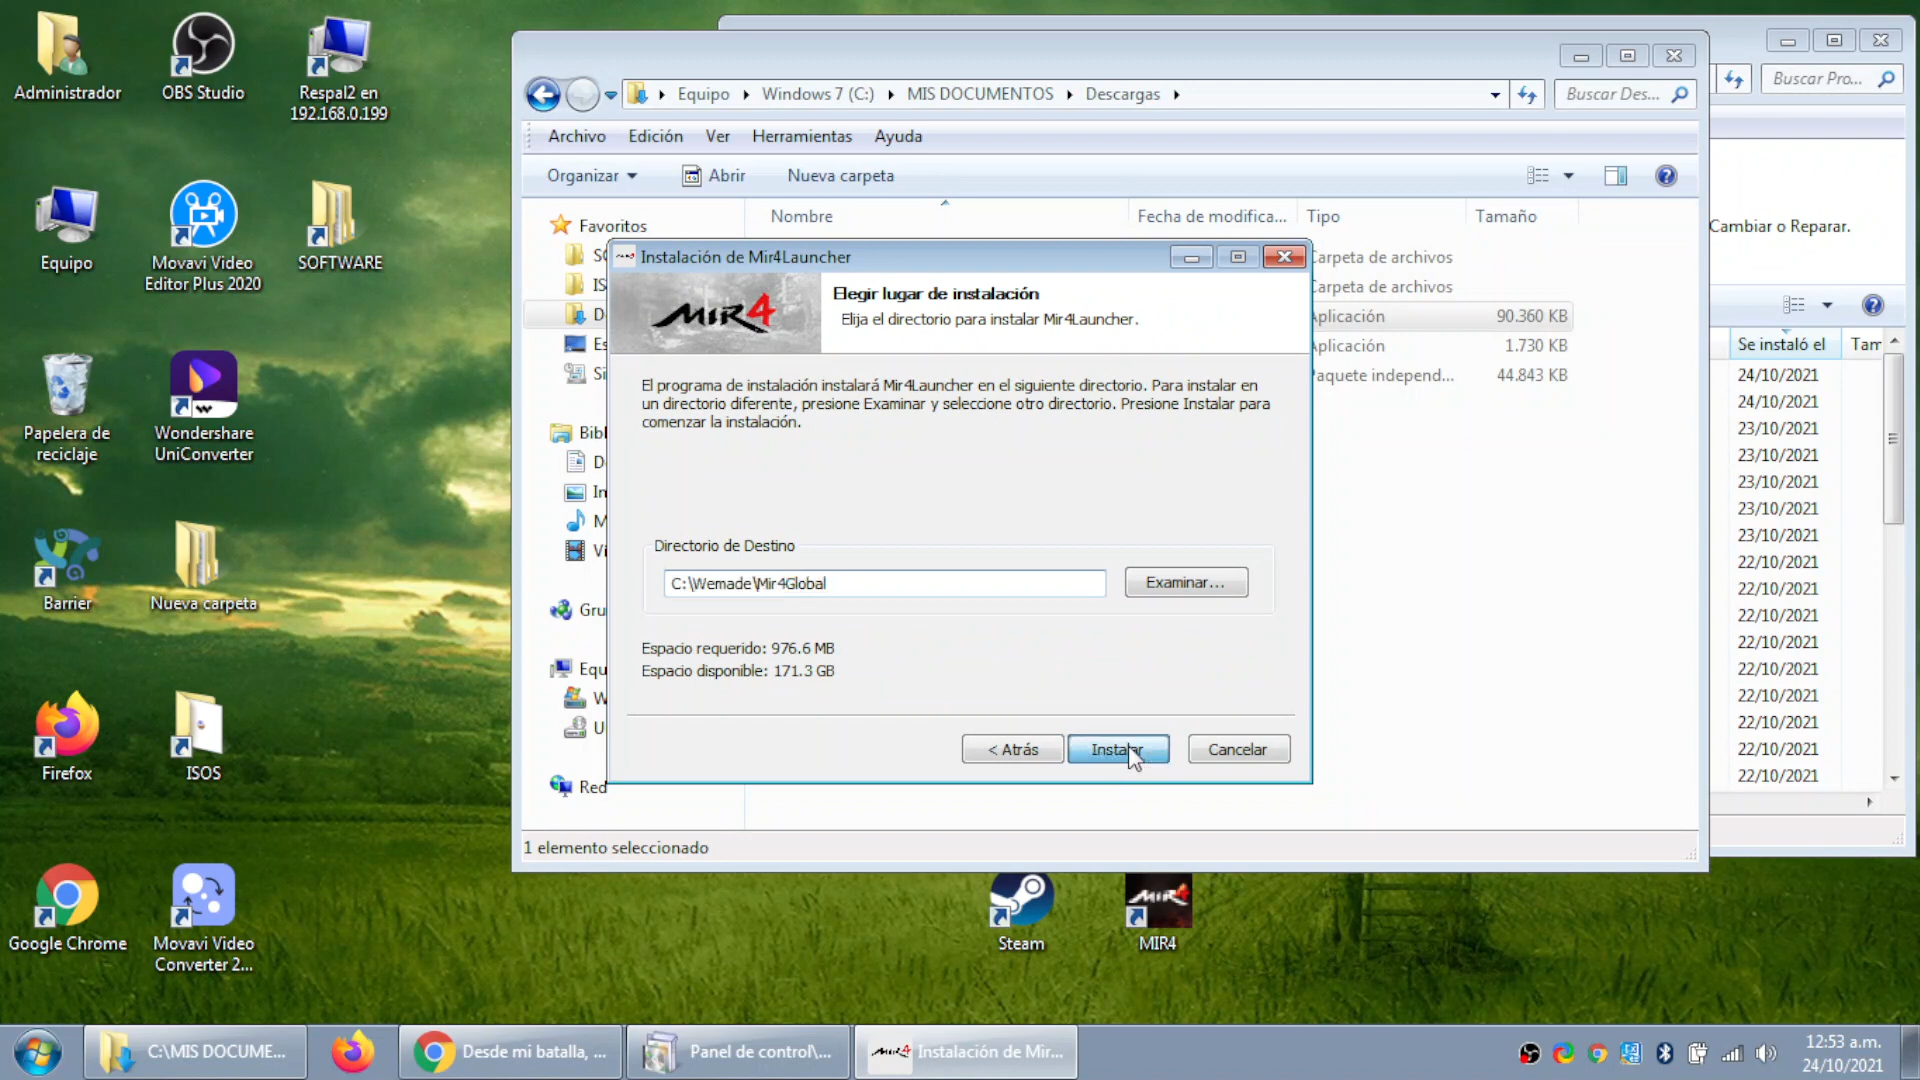 Administrador
OBS Studio
Respal2 en
192.168.0.199
Equipo
Movavi Video
Editor Plus 2020
SOFTWARE
Papelera de
reciclaje
Wondershare
UniConverter
Barrier
Nueva carpeta
Firefox
ISOS
Google Chrome
Movavi Video
Converter 2...
Steam
MIR4
Buscar Pro...
Cambiar o Reparar.
Se instaló el
Tam
24/10/2021
24/10/2021
23/10/2021
23/10/2021
23/10/2021
23/10/2021
23/10/2021
22/10/2021
22/10/2021
22/10/2021
22/10/2021
22/10/2021
22/10/2021
22/10/2021
22/10/2021
22/10/2021
Equipo
Windows 7 (C:)
MIS DOCUMENTOS
Descargas
Buscar Des...
Archivo
Edición
Ver
Herramientas
Ayuda
Organizar
Abrir
Nueva carpeta
Nombre
Fecha de modifica...
Tipo
Tamaño
Favoritos
Red
Carpeta de archivos
Carpeta de archivos
Aplicación
90.360 KB
Aplicación
1.730 KB
Paquete independ...
44.843 KB
1 elemento seleccionado
Instalación de Mir4Launcher
MIR4
Elegir lugar de instalación
Elija el directorio para instalar Mir4Launcher.
El programa de instalación instalará Mir4Launcher en el siguiente directorio. Para instalar en
un directorio diferente, presione Examinar y seleccione otro directorio. Presione Instalar para
comenzar la instalación.
Directorio de Destino
C:\Wemade\Mir4Global
Examinar...
Espacio requerido: 976.6 MB
Espacio disponible: 171.3 GB
< Atrás
Instalar
Cancelar
C:\MIS DOCUME...
Desde mi batalla, ...
Panel de control\...
Instalación de Mir...
12:53 a.m.
24/10/2021